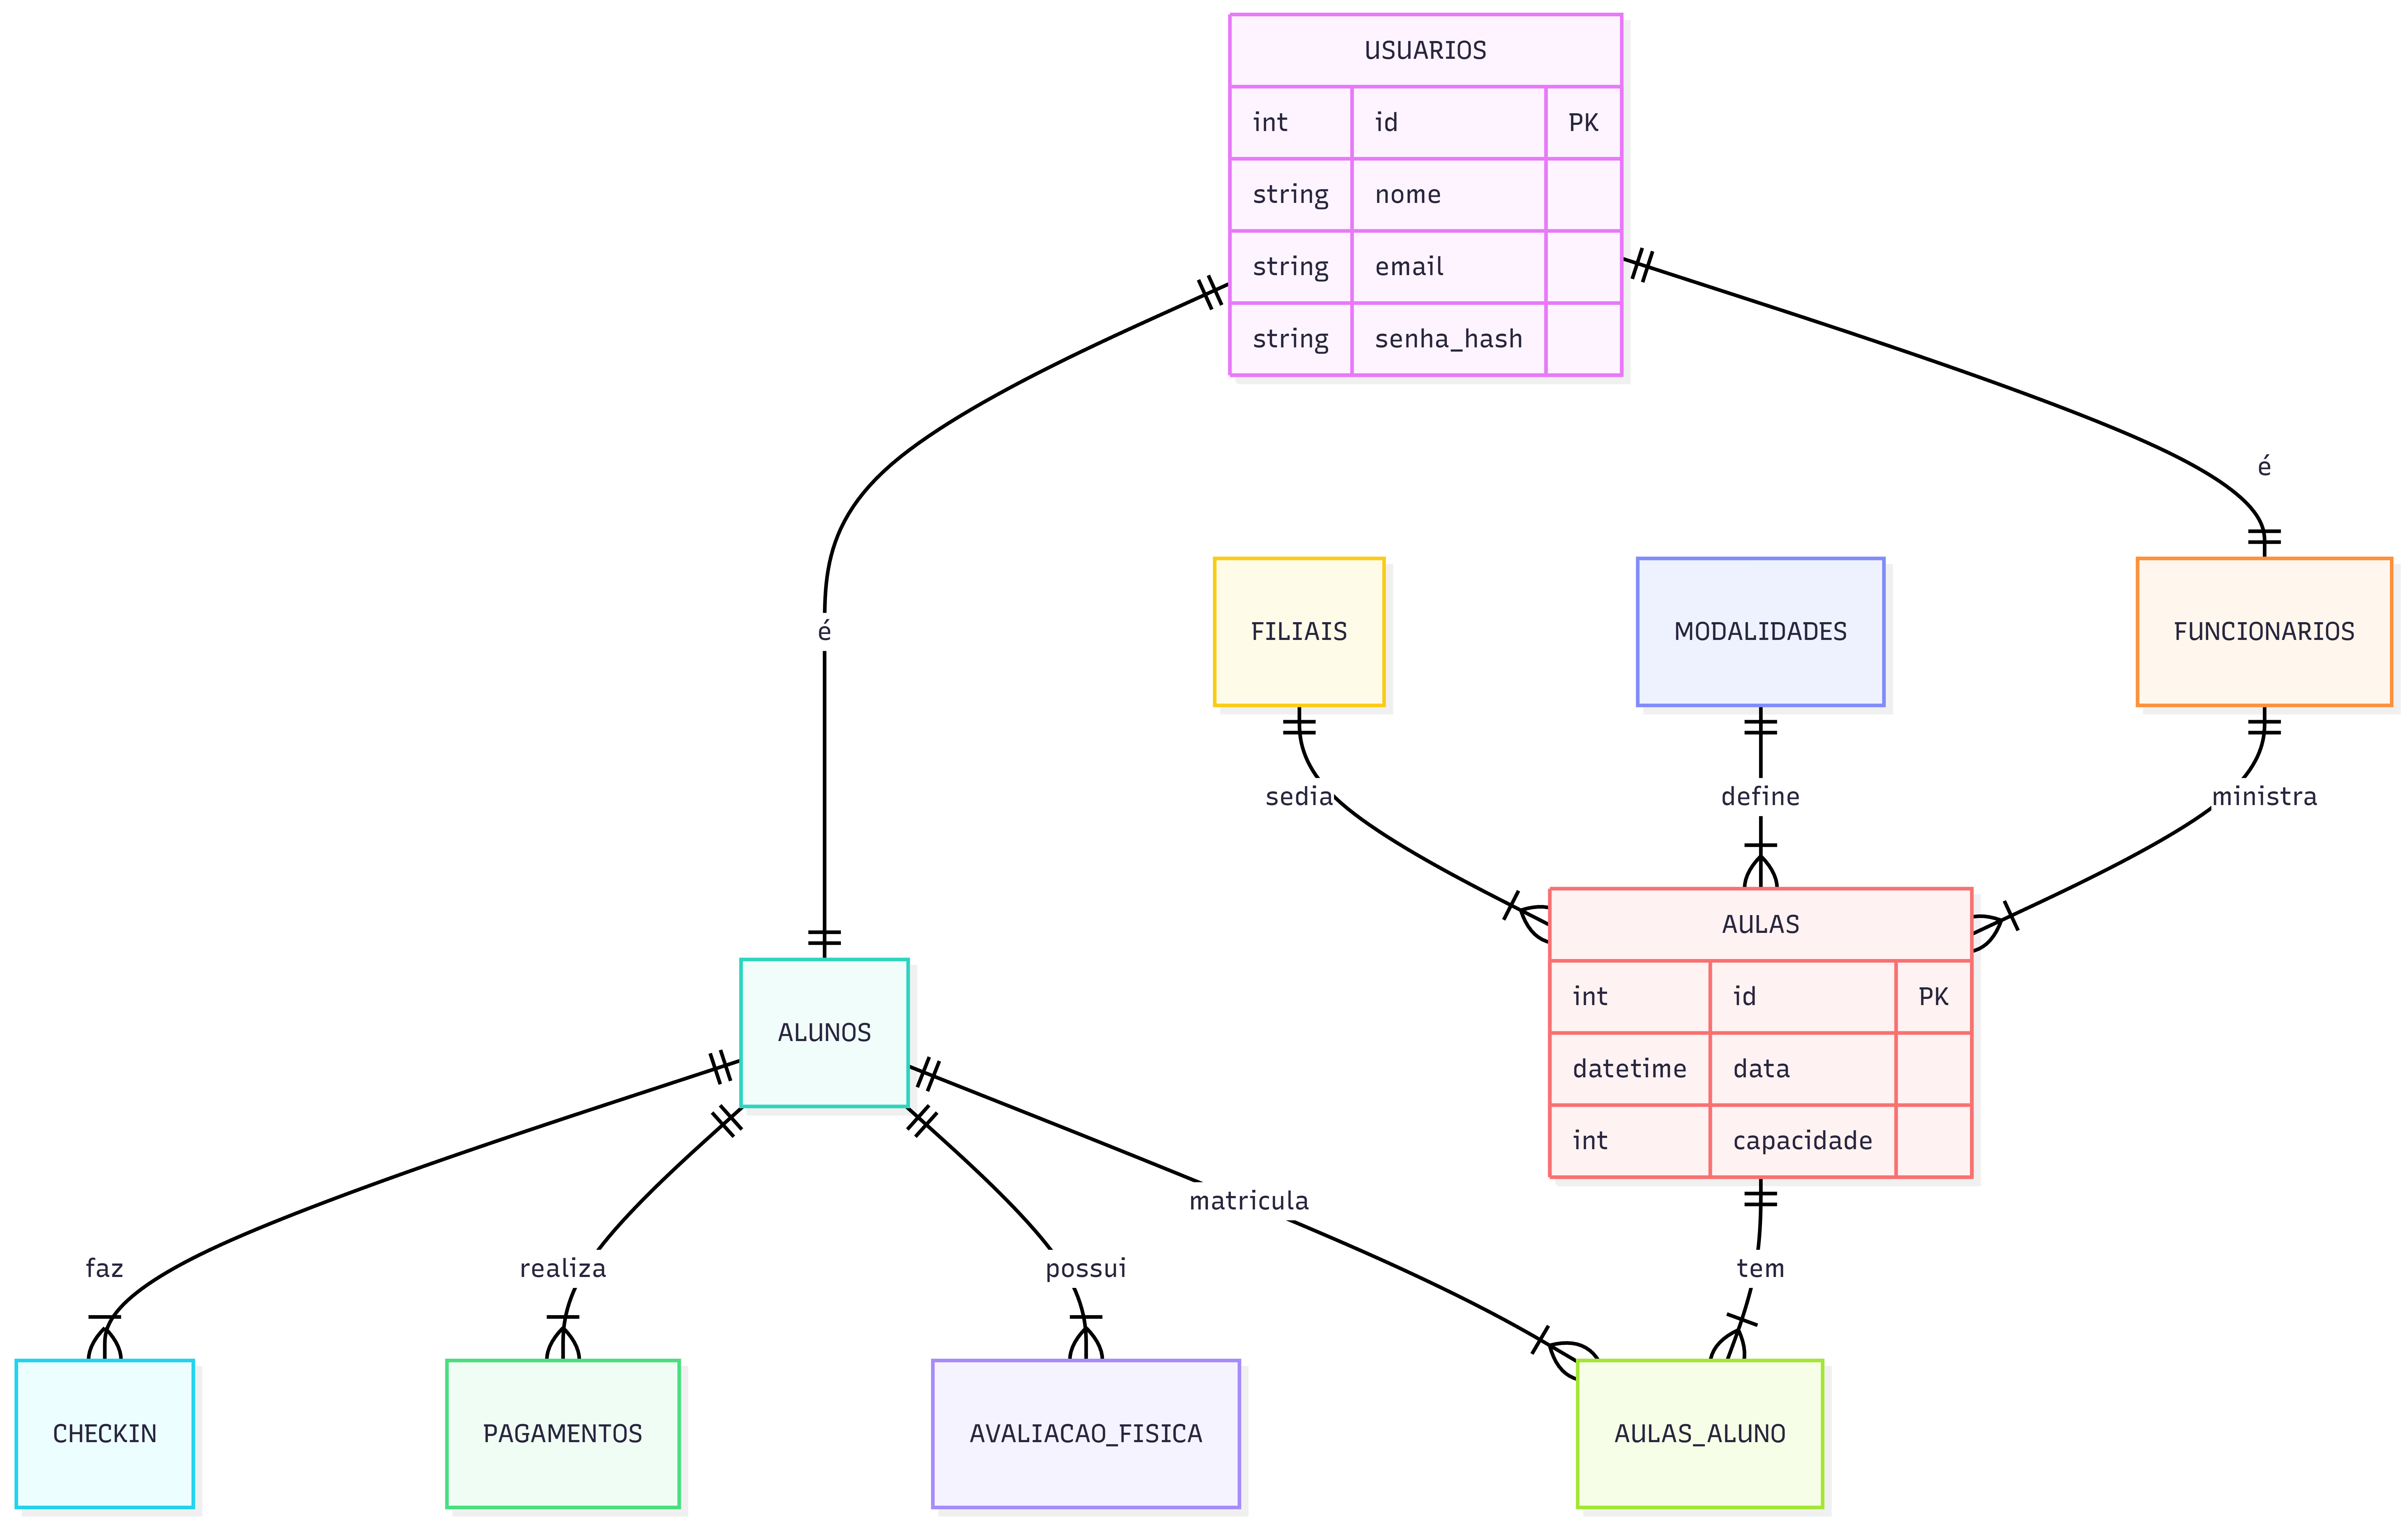 USUARIOS
int id PK
string nome
string email
string senha_hash
é
é
FILIAIS
MODALIDADES
FUNCIONARIOS
sedia
define
ministra
AULAS
int id PK
datetime data
int capacidade
ALUNOS
matricula
faz
realiza
possui
tem
CHECKIN
PAGAMENTOS
AVALIACAO_FISICA
AULAS_ALUNO